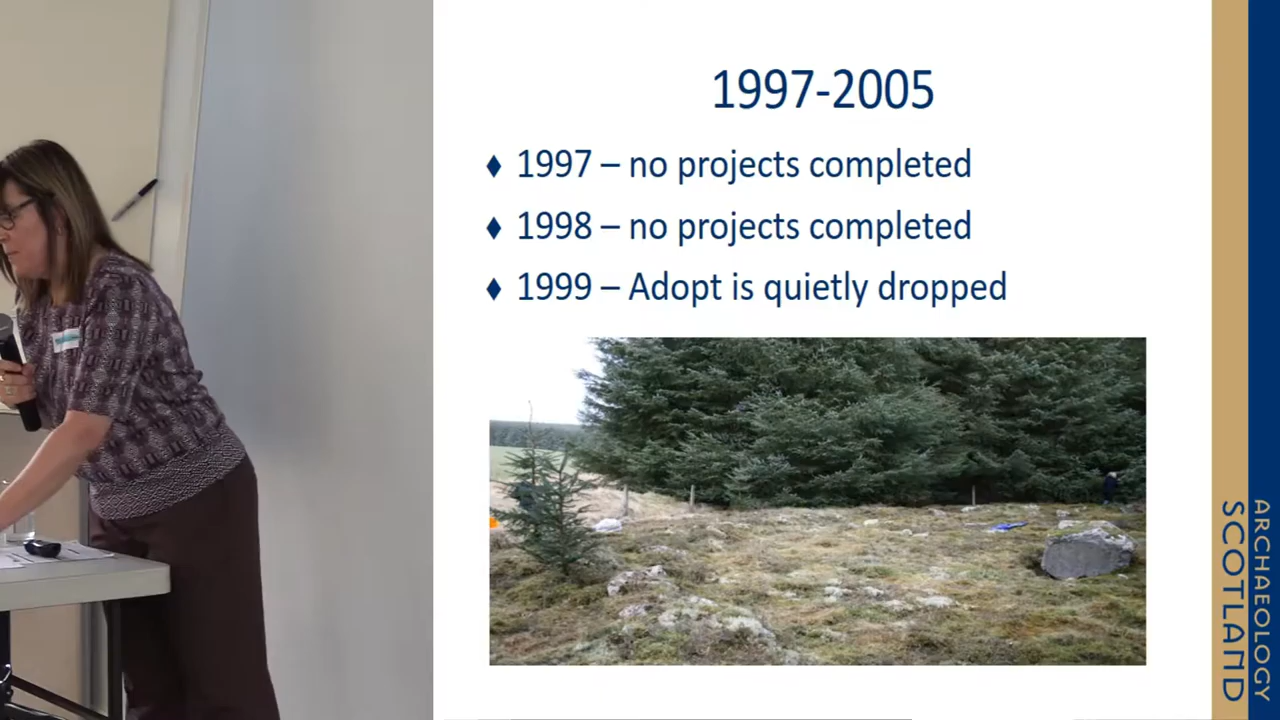 1997-2005
♦ 1997 – no projects completed
♦ 1998 – no projects completed
♦ 1999 – Adopt is quietly dropped
ARCHAEOLOGY
SCOTLAND